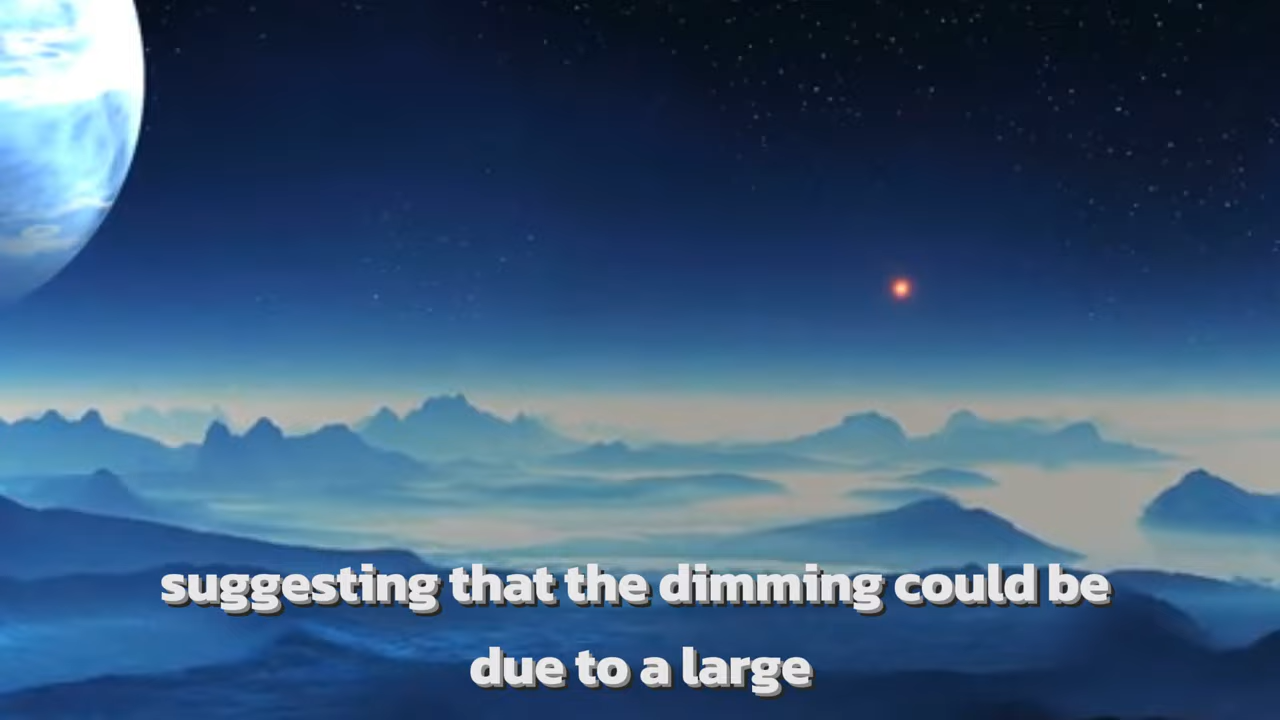 suggesting that the dimming could be
due to a large